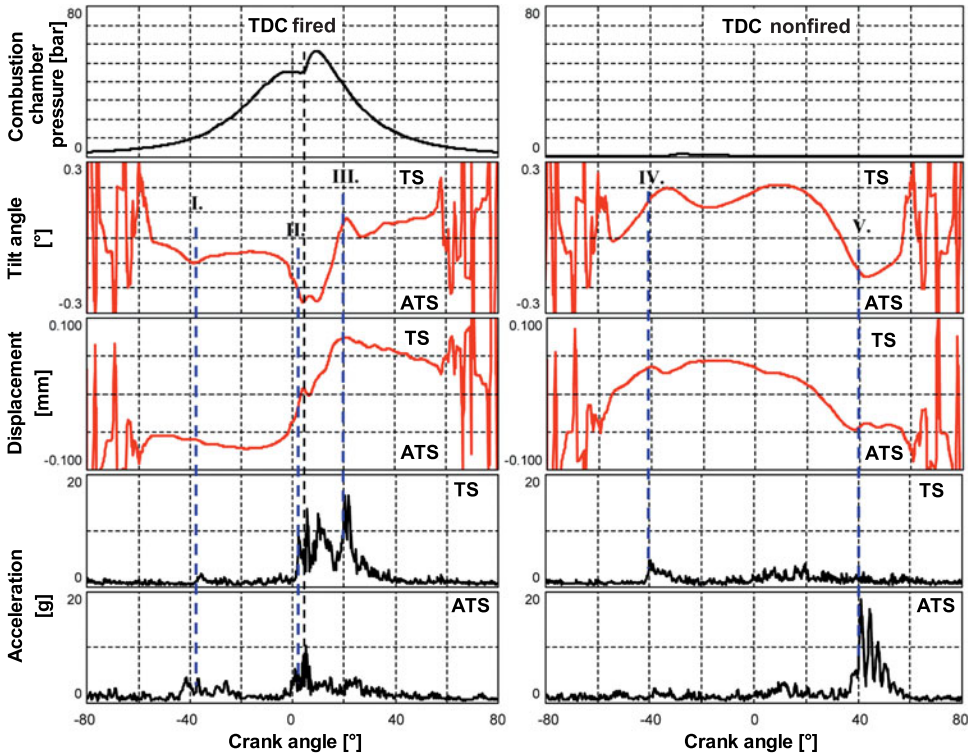 TDC fired
TDC nonfired
Combustion
chamber
pressure [bar]
80
0
80
0
Tilt angle
[°]
0.3
-0.3
I.
II.
III.
TS
ATS
0.3
-0.3
IV.
V.
TS
ATS
Displacement
[mm]
0.100
-0.100
TS
ATS
0.100
-0.100
TS
ATS
Acceleration
[g]
20
0
TS
20
0
TS
20
0
ATS
20
0
ATS
-80 -40 0 40 80
-80 -40 0 40 80
Crank angle [°]
Crank angle [°]